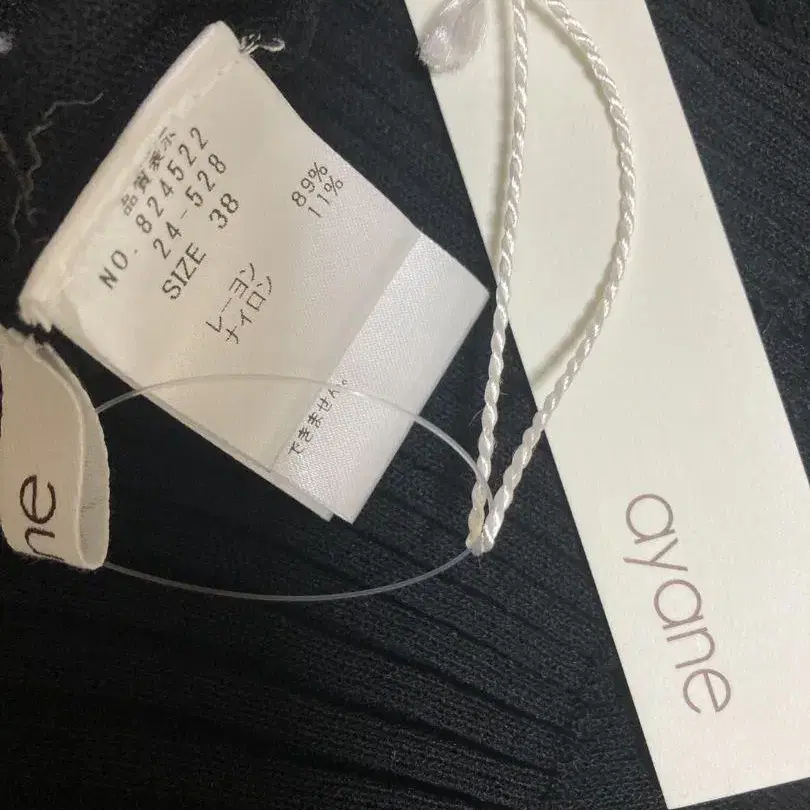 品質表示
NO. 824522
24-528
SIZE 38
レーヨン 89%
ナイロン 11%
できません。
ne
ayane